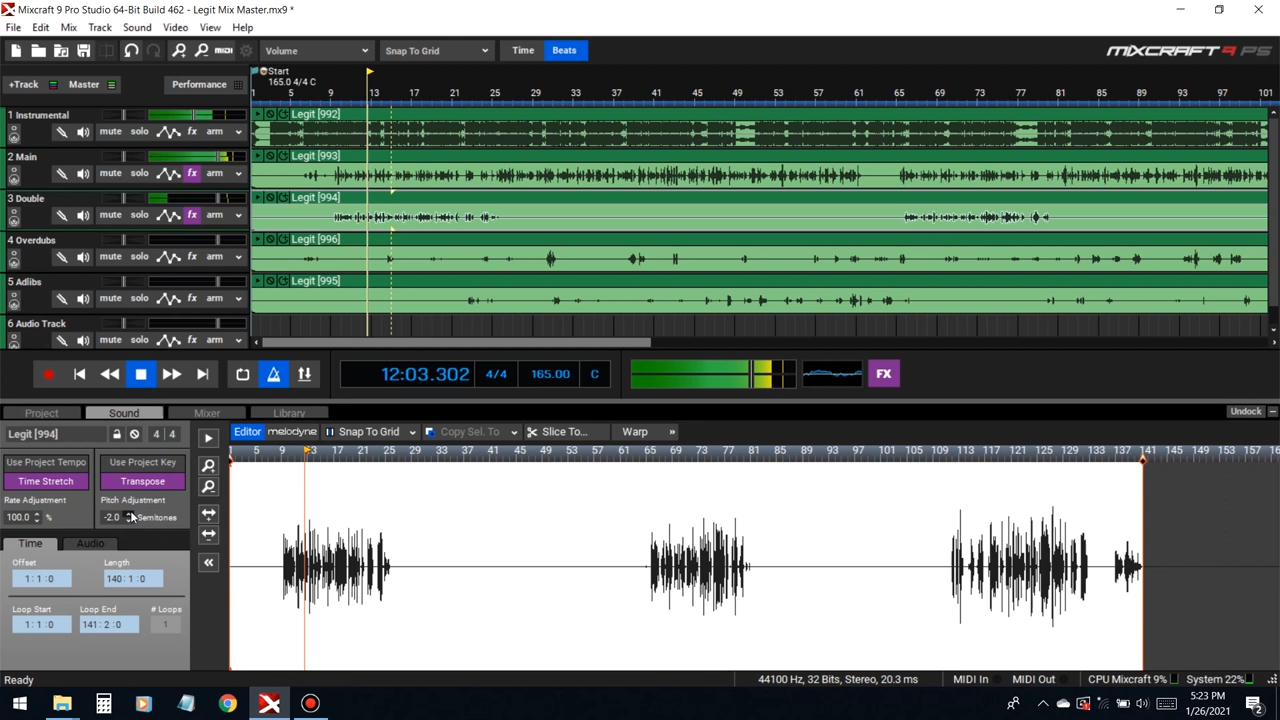 Mixcraft 9 Pro Studio 64-Bit Build 462 - Legit Mix Master.mx9 *
File Edit Mix Track Sound Video View Help
MIDI Volume Snap To Grid Time Beats MIXCRAFT 9 PS
+Track Master Performance
Start
165.0 4/4 C
1 5 9 13 17 21 25 29 33 37 41 45 49 53 57 61 65 69 73 77 81 85 89 93 97 101
1 Instrumental Legit [992]
mute solo fx arm
2 Main Legit [993]
mute solo fx arm
3 Double Legit [994]
mute solo fx arm
4 Overdubs Legit [996]
mute solo fx arm
5 Adlibs Legit [995]
mute solo fx arm
6 Audio Track
mute solo fx arm
12:03.302 4/4 165.00 C FX
Project Sound Mixer Library Undock
Legit [994] 4 4 Editor melodyne Snap To Grid Copy Sel. To Slice To... Warp »
1 5 9 13 17 21 25 29 33 37 41 45 49 53 57 61 65 69 73 77 81 85 89 93 97 101 105 109 113 117 121 125 129 133 137 141 145 149 153 157 16
Use Project Tempo Use Project Key
Time Stretch Transpose
Rate Adjustment Pitch Adjustment
100.0 % -2.0 Semitones
Time Audio
Offset Length
1:1:0 140:1:0
Loop Start Loop End # Loops
1:1:0 141:2:0 1
Ready 44100 Hz, 32 Bits, Stereo, 20.3 ms MIDI In MIDI Out CPU Mixcraft 9% System 22%
5:23 PM
1/26/2021
2